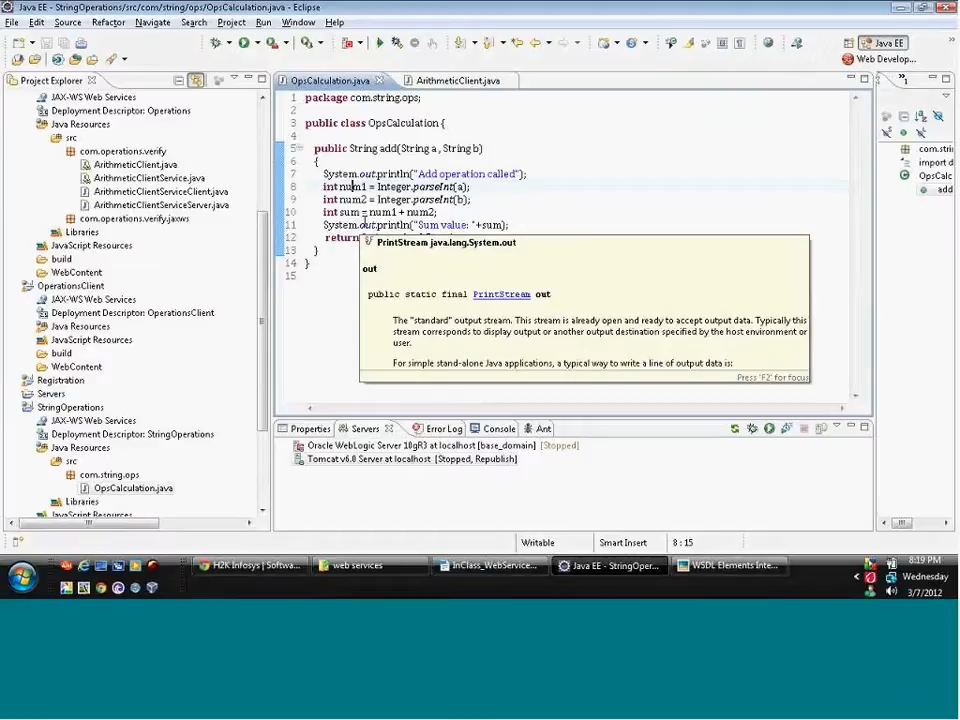 Java EE - StringOperations/src/com/string/ops/OpsCalculation.java - Eclipse
File Edit Source Refactor Navigate Search Project Run Window Help
Java EE
Web Develop...
Project Explorer
JAX-WS Web Services
Deployment Descriptor: Operations
Java Resources
src
com.operations.verify
ArithmeticClient.java
ArithmeticService.java
ArithmeticServiceClient.java
ArithmeticServiceServer.java
com.operations.verify.jaxws
Libraries
JavaScript Resources
build
WebContent
OperationsClient
JAX-WS Web Services
Deployment Descriptor: OperationsClient
Java Resources
JavaScript Resources
build
WebContent
Registration
Servers
StringOperations
JAX-WS Web Services
Deployment Descriptor: StringOperations
Java Resources
src
com.string.ops
OpsCalculation.java
Libraries
JavaScript Resources
OpsCalculation.java ArithmeticClient.java
1 package com.string.ops;
2
3 public class OpsCalculation {
4
5 public String add(String a , String b)
6 {
7 System.out.println("Add operation called");
8 int num1 = Integer.parseInt(a);
9 int num2 = Integer.parseInt(b);
10 int sum = num1 + num2;
11 System.out.println("Sum value: "+sum);
12 return
13 }
14 }
15
PrintStream java.lang.System.out
out
public static final PrintStream out
The "standard" output stream. This stream is already open and ready to accept output data. Typically this
stream corresponds to display output or another output destination specified by the host environment or
user.
For simple stand-alone Java applications, a typical way to write a line of output data is:
Press 'F2' for focus
com.strin
import d
OpsCalc
add
Properties Servers Error Log Console Ant
Oracle WebLogic Server 10gR3 at localhost [base_domain] [Stopped]
Tomcat v6.0 Server at localhost [Stopped, Republish]
Writable Smart Insert 8 : 15
H2K Infosys | Softwa... web services InClass_WebService... Java EE - StringOper... WSDL Elements Inte...
8:19 PM
Wednesday
3/7/2012